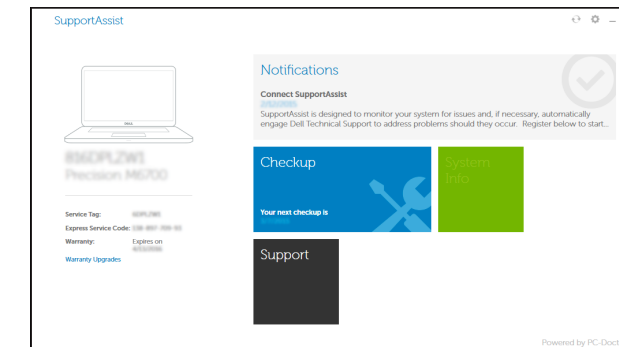 SupportAssist
Notifications
Connect SupportAssist
SupportAssist is designed to monitor your system for issues and, if necessary, automatically
engage Dell Technical Support to address problems should they occur. Register below to start...
DELL
Precision M6700
Checkup
System
Info
Your next checkup is
Service Tag:
Express Service Code:
Warranty: Expires on
Warranty Upgrades
Support
Powered by PC-Doct